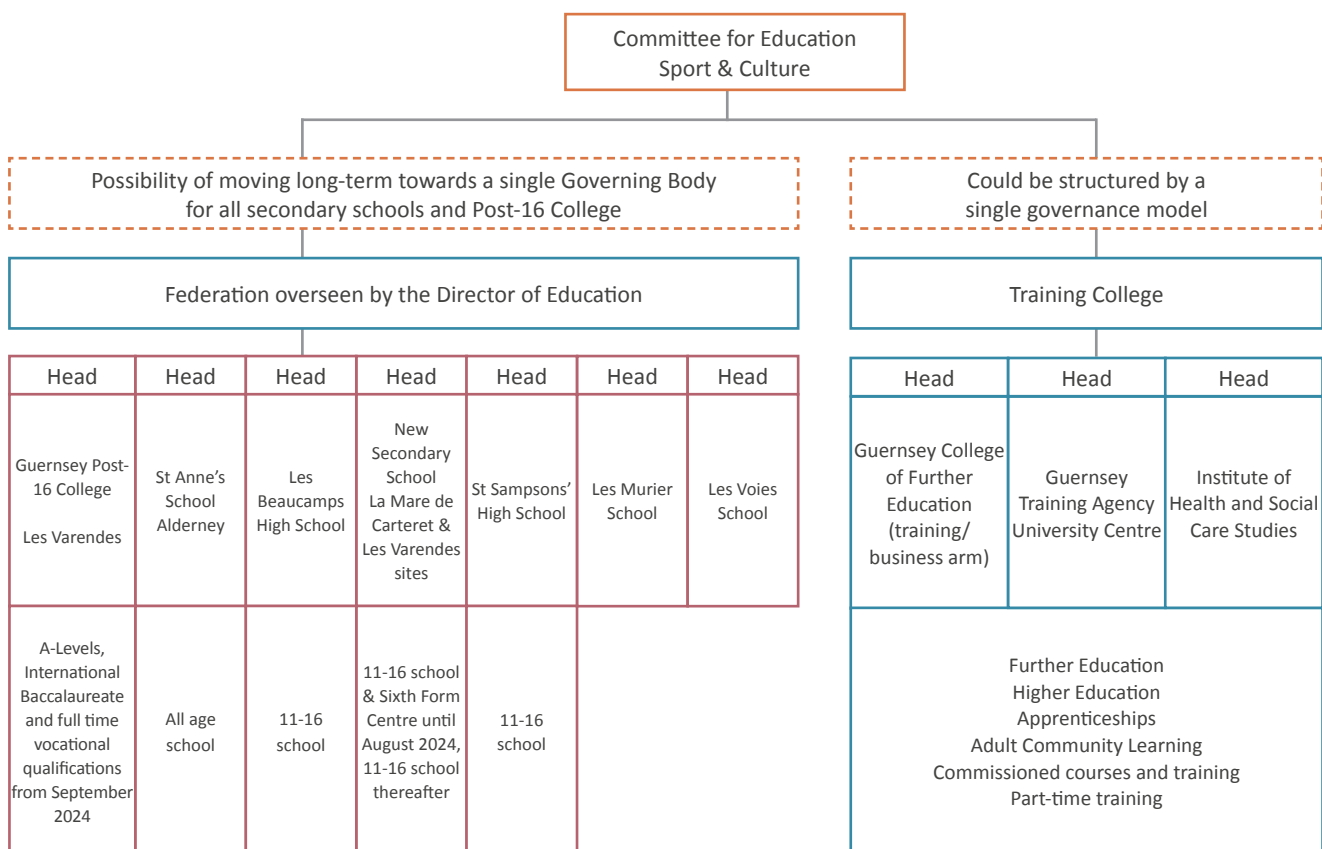 Committee for Education
Sport & Culture
Possibility of moving long-term towards a single Governing Body
for all secondary schools and Post-16 College
Could be structured by a
single governance model
Federation overseen by the Director of Education
Training College
Head
Head
Head
Head
Head
Head
Head
Head
Head
Head
Guernsey Post-
16 College
Les Varendes
St Anne’s
School
Alderney
Les
Beaucamps
High School
New
Secondary
School
La Mare de
Carteret &
Les Varendes
sites
St Sampsons’
High School
Les Murier
School
Les Voies
School
Guernsey College
of Further
Education
(training/
business arm)
Guernsey
Training Agency
University Centre
Institute of
Health and Social
Care Studies
A-Levels,
International
Baccalaureate
and full time
vocational
qualifications
from September
2024
All age
school
11-16
school
11-16 school
& Sixth Form
Centre until
August 2024,
11-16 school
thereafter
11-16
school
Further Education
Higher Education
Apprenticeships
Adult Community Learning
Commissioned courses and training
Part-time training